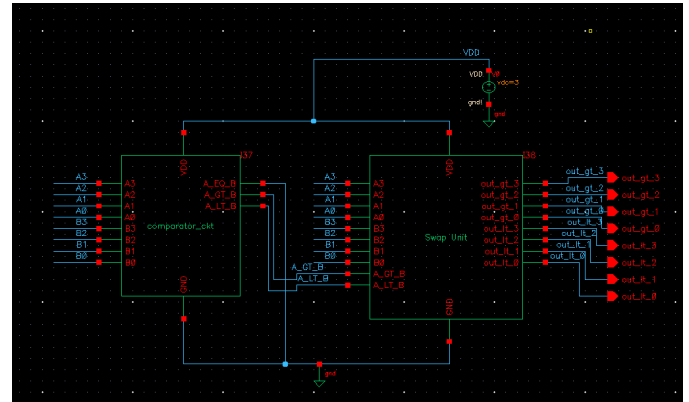 VDD
VDD V0
vdc=3
gnd!
gnd
I37
I38
VDD
VDD
A3 A3 A_EQ_B A3 A3 out_gt_3 out_gt_3 out_gt_3
A2 A2 A_GT_B A2 A2 out_gt_2 out_gt_2 out_gt_2
A1 A1 A_LT_B A1 A1 out_gt_1 out_gt_1 out_gt_1
A0 A0 A0 A0 out_gt_0 out_gt_0 out_gt_0
B3 B3 comparator_ckt B3 B3 out_lt_3 out_lt_3 out_lt_3
B2 B2 B2 B2 Swap Unit out_lt_2 out_lt_2 out_lt_2
B1 B1 B1 B1 out_lt_1 out_lt_1 out_lt_1
B0 B0 B0 B0 out_lt_0 out_lt_0 out_lt_0
A_GT_B A_GT_B
A_LT_B A_LT_B
GND
GND
gnd